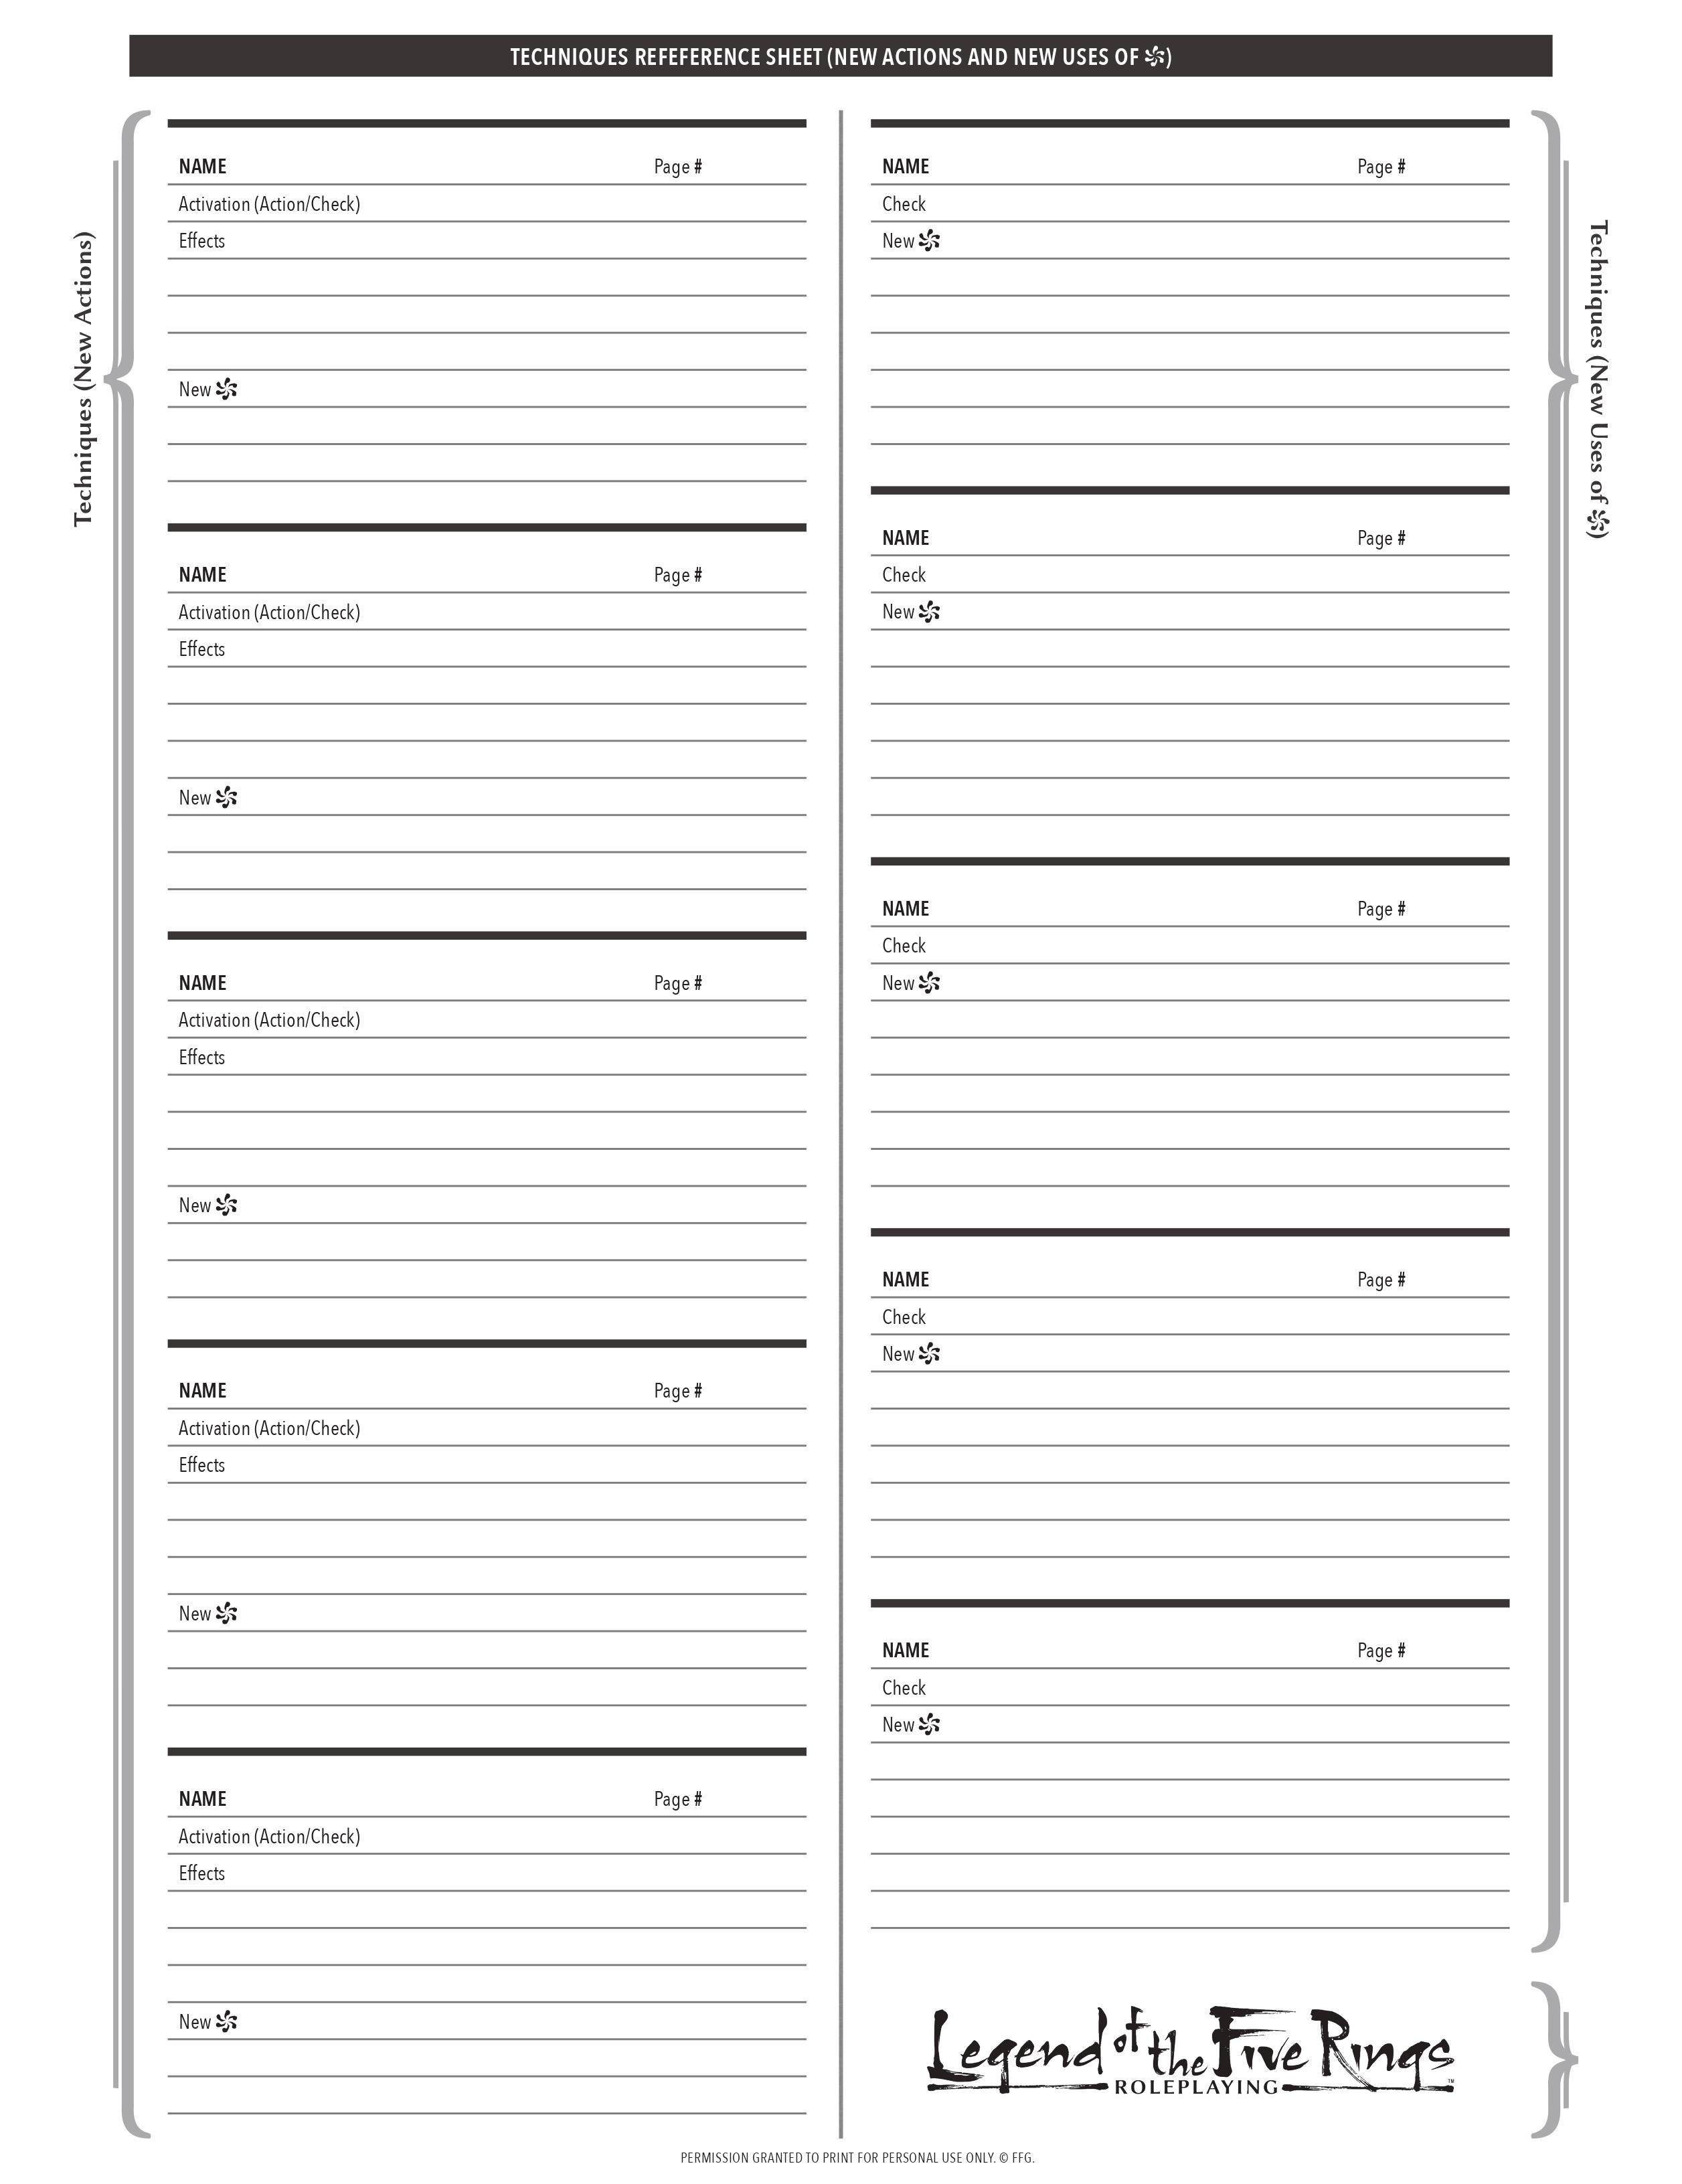 TECHNIQUES REFEFERENCE SHEET (NEW ACTIONS AND NEW USES OF )
Techniques (New Actions)
NAME Page #
Activation (Action/Check)
Effects
New
NAME Page #
Activation (Action/Check)
Effects
New
NAME Page #
Activation (Action/Check)
Effects
New
NAME Page #
Activation (Action/Check)
Effects
New
NAME Page #
Activation (Action/Check)
Effects
New
Techniques (New Uses of )
NAME Page #
Check
New
NAME Page #
Check
New
NAME Page #
Check
New
NAME Page #
Check
New
NAME Page #
Check
New
Legend of the Five Rings
ROLEPLAYING™
PERMISSION GRANTED TO PRINT FOR PERSONAL USE ONLY. © FFG.